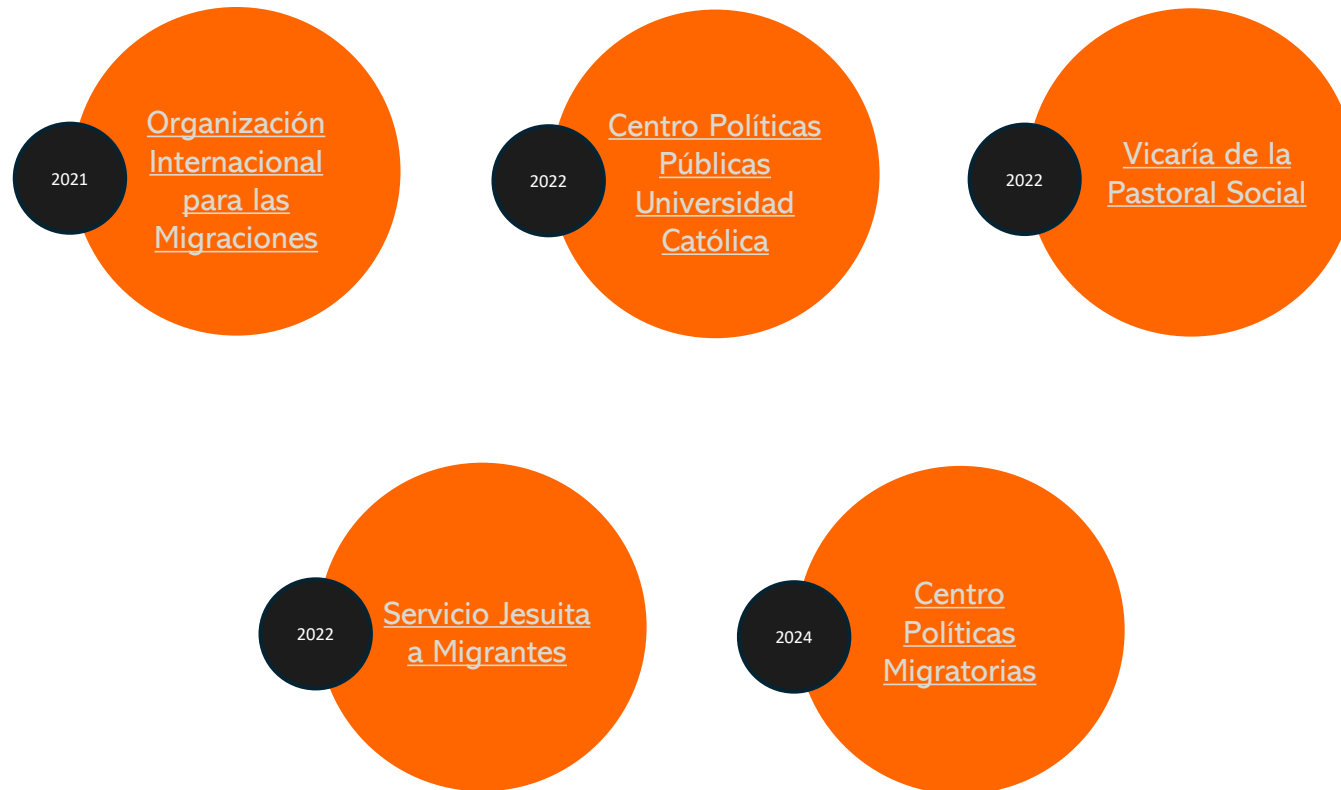 2021
Organización
Internacional
para las
Migraciones
2022
Centro Políticas
Públicas
Universidad
Católica
2022
Vicaría de la
Pastoral Social
2022
Servicio Jesuita
a Migrantes
2024
Centro
Políticas
Migratorias